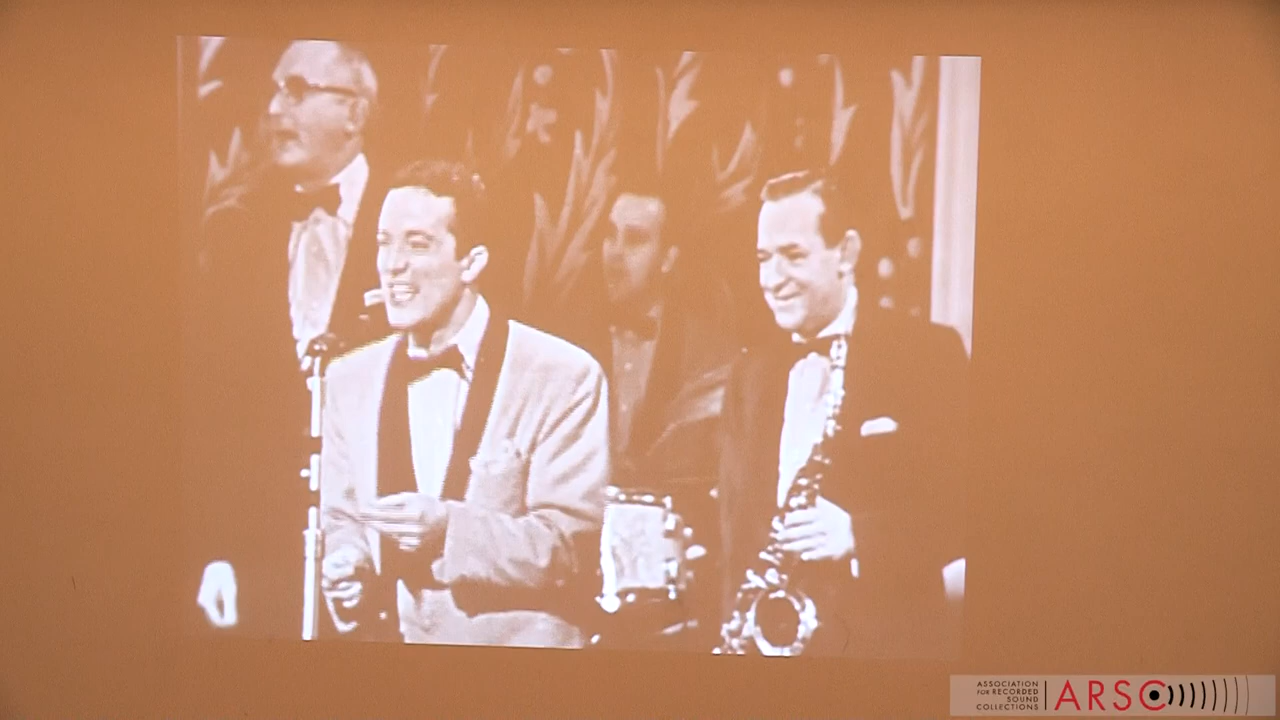 ASSOCIATION
FOR RECORDED
SOUND
COLLECTIONS
ARSC